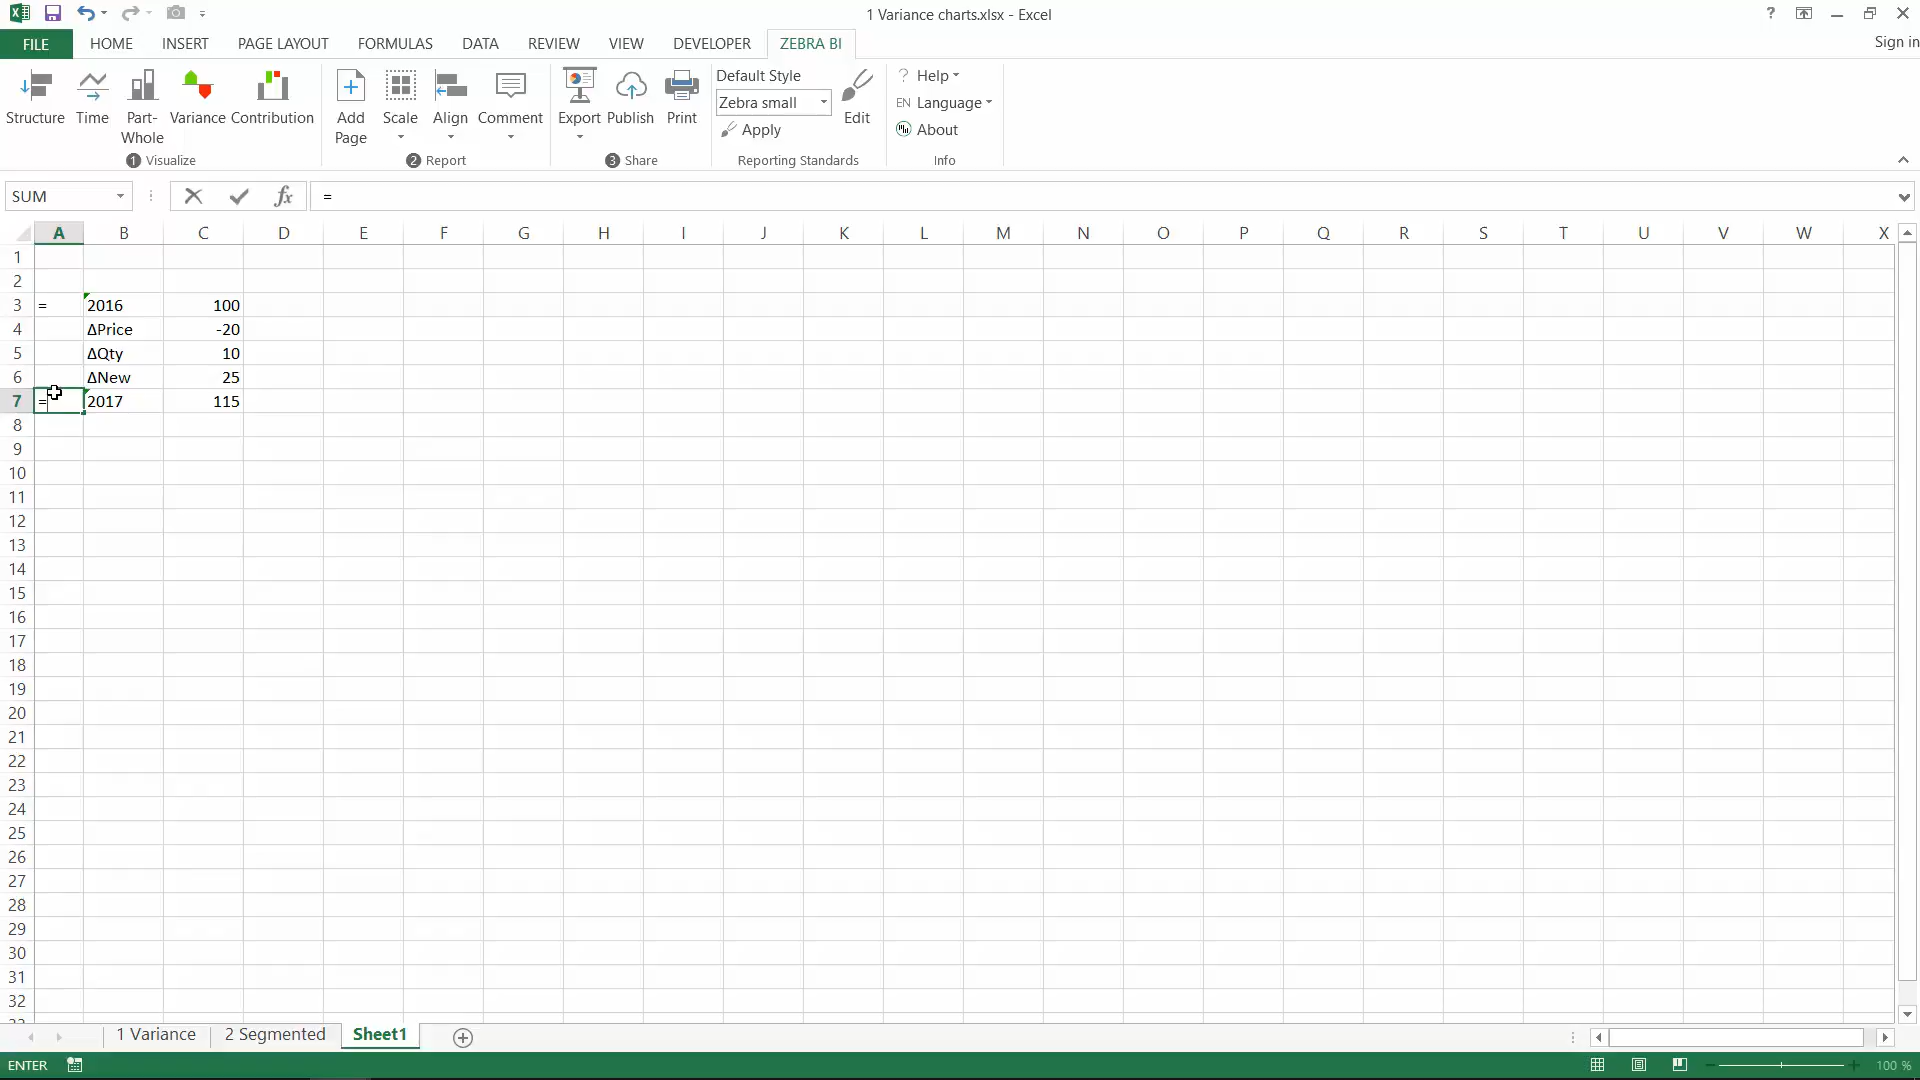 1 Variance charts.xlsx - Excel
?
FILE HOME INSERT PAGE LAYOUT FORMULAS DATA REVIEW VIEW DEVELOPER ZEBRA BI Sign in
Structure Time Part-Whole Variance Contribution
1 Visualize
Add Page Scale Align Comment
2 Report
Export Publish Print
3 Share
Default Style
Zebra small
Apply
Edit
Reporting Standards
? Help
EN Language
About
Info
SUM fx =
A B C D E F G H I J K L M N O P Q R S T U V W X
1
2
3 = 2016 100
4 ΔPrice -20
5 ΔQty 10
6 ΔNew 25
7 = 2017 115
8
9
10
11
12
13
14
15
16
17
18
19
20
21
22
23
24
25
26
27
28
29
30
31
32
1 Variance 2 Segmented Sheet1
ENTER 100 %